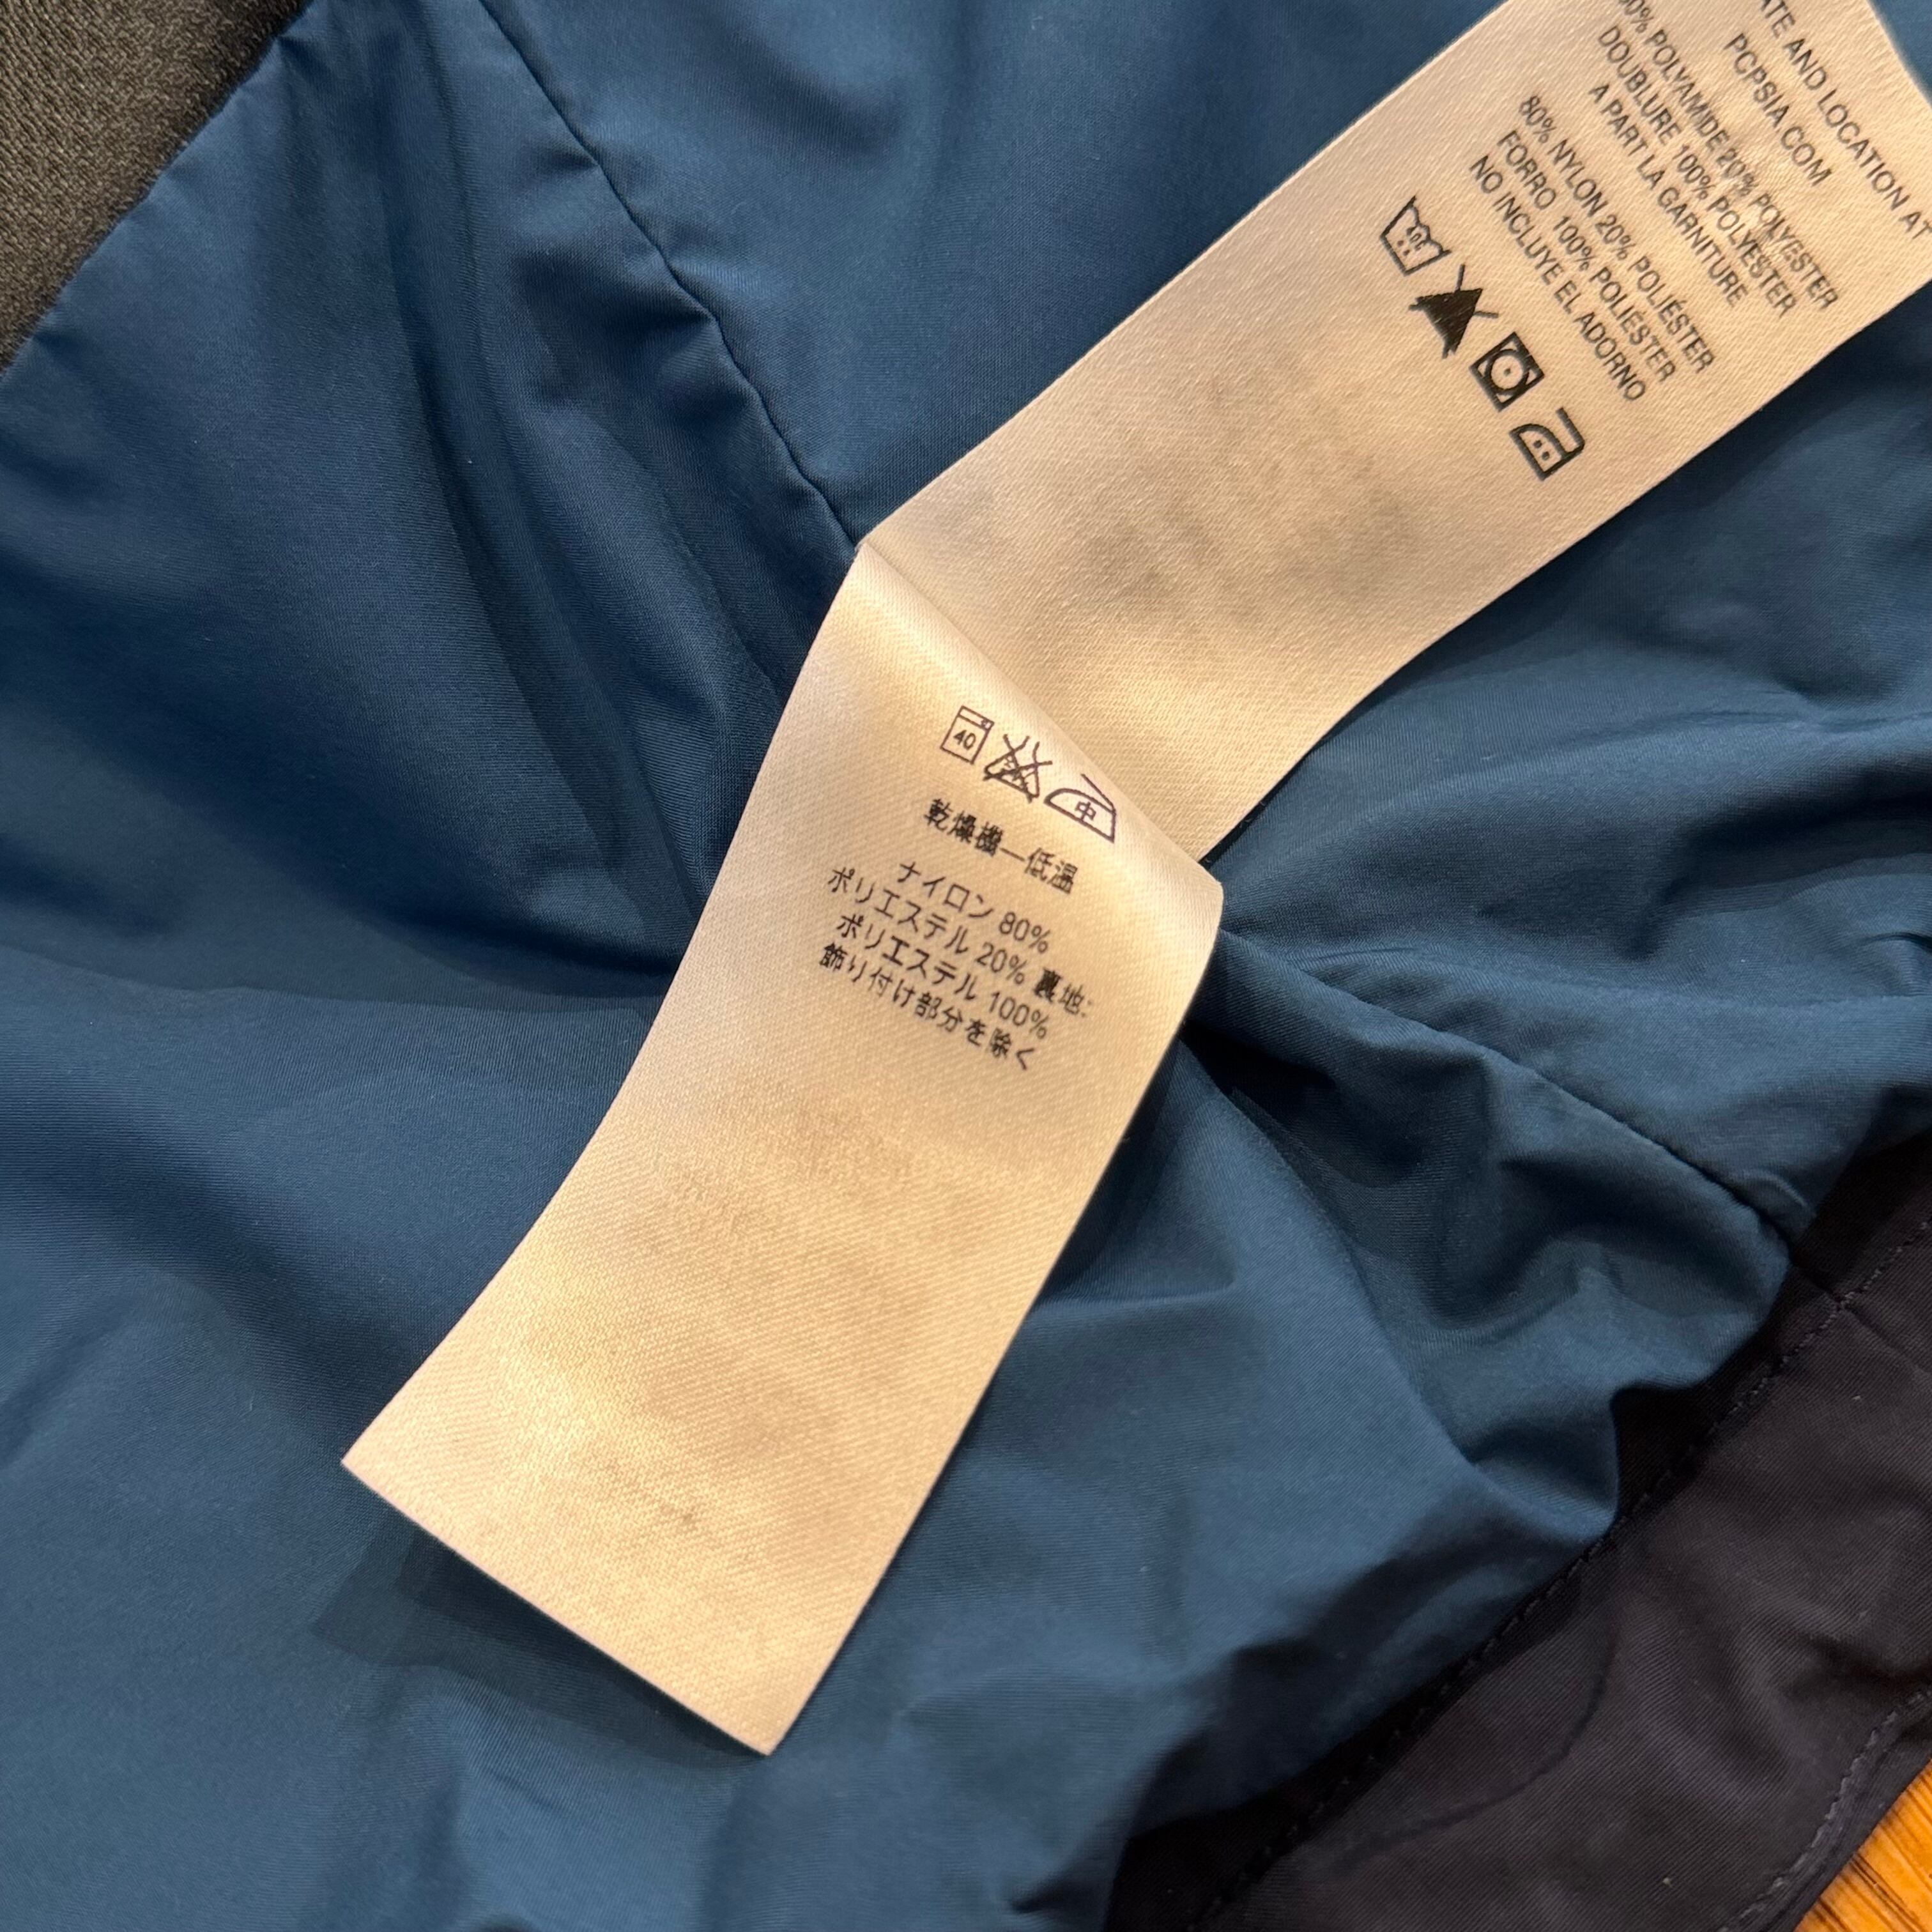 ATE AND LOCATION AT
PCPSIA.COM
80% POLYAMIDE 20% POLYESTER
DOUBLURE 100% POLYESTER
A PART LA GARNITURE
80% NYLON 20% POLIÉSTER
FORRO 100% POLIÉSTER
NO INCLUYE EL ADORNO
40
中
乾燥機—低温
ナイロン 80%
ポリエステル 20% 裏地:
ポリエステル 100%
飾り付け部分を除く